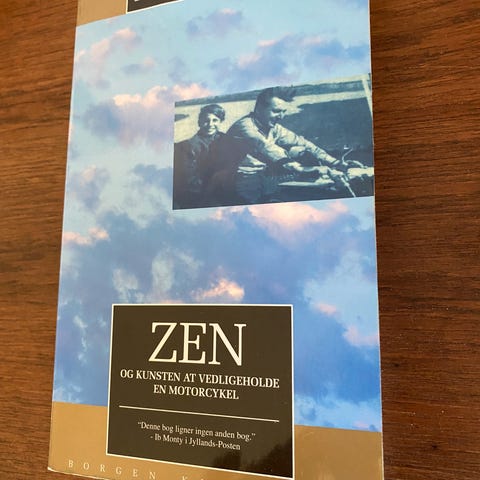 ZEN
OG KUNSTEN AT VEDLIGEHOLDE
EN MOTORCYKEL
"Denne bog ligner ingen anden bog."
- Ib Monty i Jyllands-Posten
BORGEN